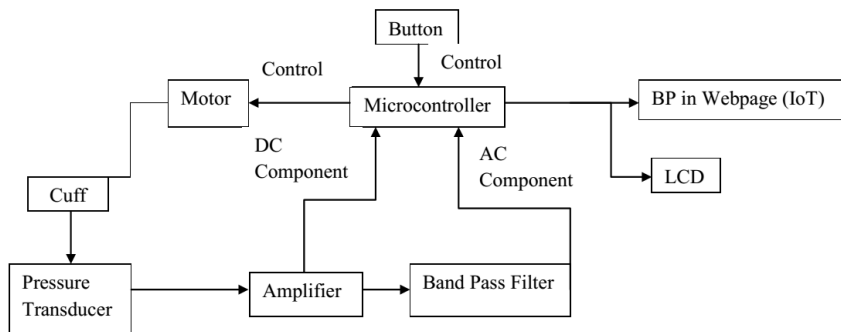 Button
Control
Control
Motor
Microcontroller
BP in Webpage (IoT)
DC
Component
AC
Component
LCD
Cuff
Pressure
Transducer
Amplifier
Band Pass Filter